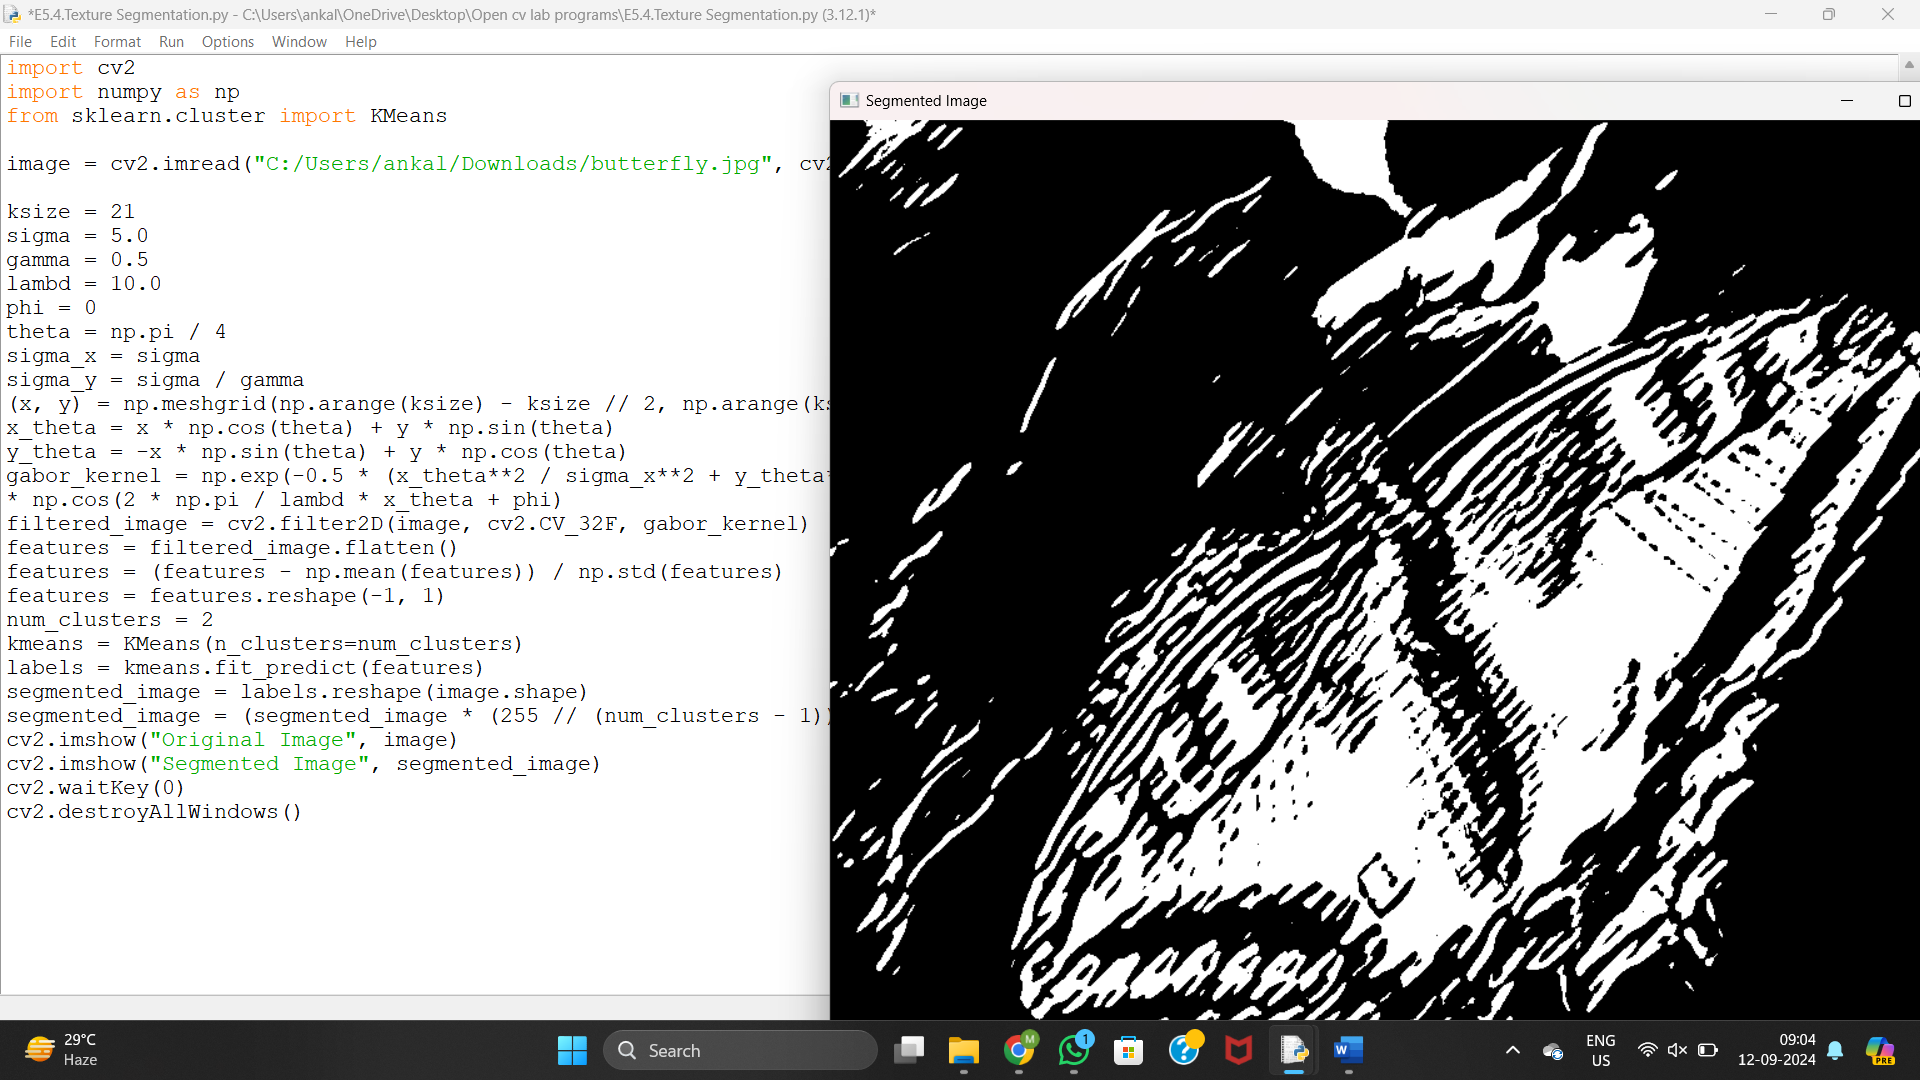 *E5.4.Texture Segmentation.py - C:\Users\ankal\OneDrive\Desktop\Open cv lab programs\E5.4.Texture Segmentation.py (3.12.1)*
File Edit Format Run Options Window Help
import cv2
import numpy as np
from sklearn.cluster import KMeans
image = cv2.imread("C:/Users/ankal/Downloads/butterfly.jpg", cv2
ksize = 21
sigma = 5.0
gamma = 0.5
lambd = 10.0
phi = 0
theta = np.pi / 4
sigma_x = sigma
sigma_y = sigma / gamma
(x, y) = np.meshgrid(np.arange(ksize) - ksize // 2, np.arange(ks
x_theta = x * np.cos(theta) + y * np.sin(theta)
y_theta = -x * np.sin(theta) + y * np.cos(theta)
gabor_kernel = np.exp(-0.5 * (x_theta**2 / sigma_x**2 + y_theta*
* np.cos(2 * np.pi / lambd * x_theta + phi)
filtered_image = cv2.filter2D(image, cv2.CV_32F, gabor_kernel)
features = filtered_image.flatten()
features = (features - np.mean(features)) / np.std(features)
features = features.reshape(-1, 1)
num_clusters = 2
kmeans = KMeans(n_clusters=num_clusters)
labels = kmeans.fit_predict(features)
segmented_image = labels.reshape(image.shape)
segmented_image = (segmented_image * (255 // (num_clusters - 1))
cv2.imshow("Original Image", image)
cv2.imshow("Segmented Image", segmented_image)
cv2.waitKey(0)
cv2.destroyAllWindows()
Segmented Image
29°C
Haze
Search
M
1
W
ENG
US
09:04
12-09-2024
PRE